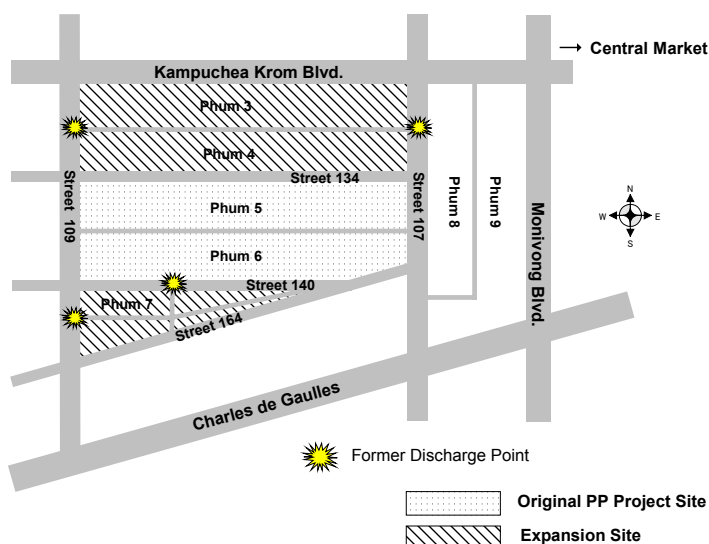 Central Market
Kampuchea Krom Blvd.
Phum 3
Phum 4
Street 134
Street 109
Phum 5
Street 107
Phum 8
Phum 9
Monivong Blvd.
N
W
E
S
Phum 6
Street 140
Phum 7
Street 164
Charles de Gaulles
Former Discharge Point
Original PP Project Site
Expansion Site